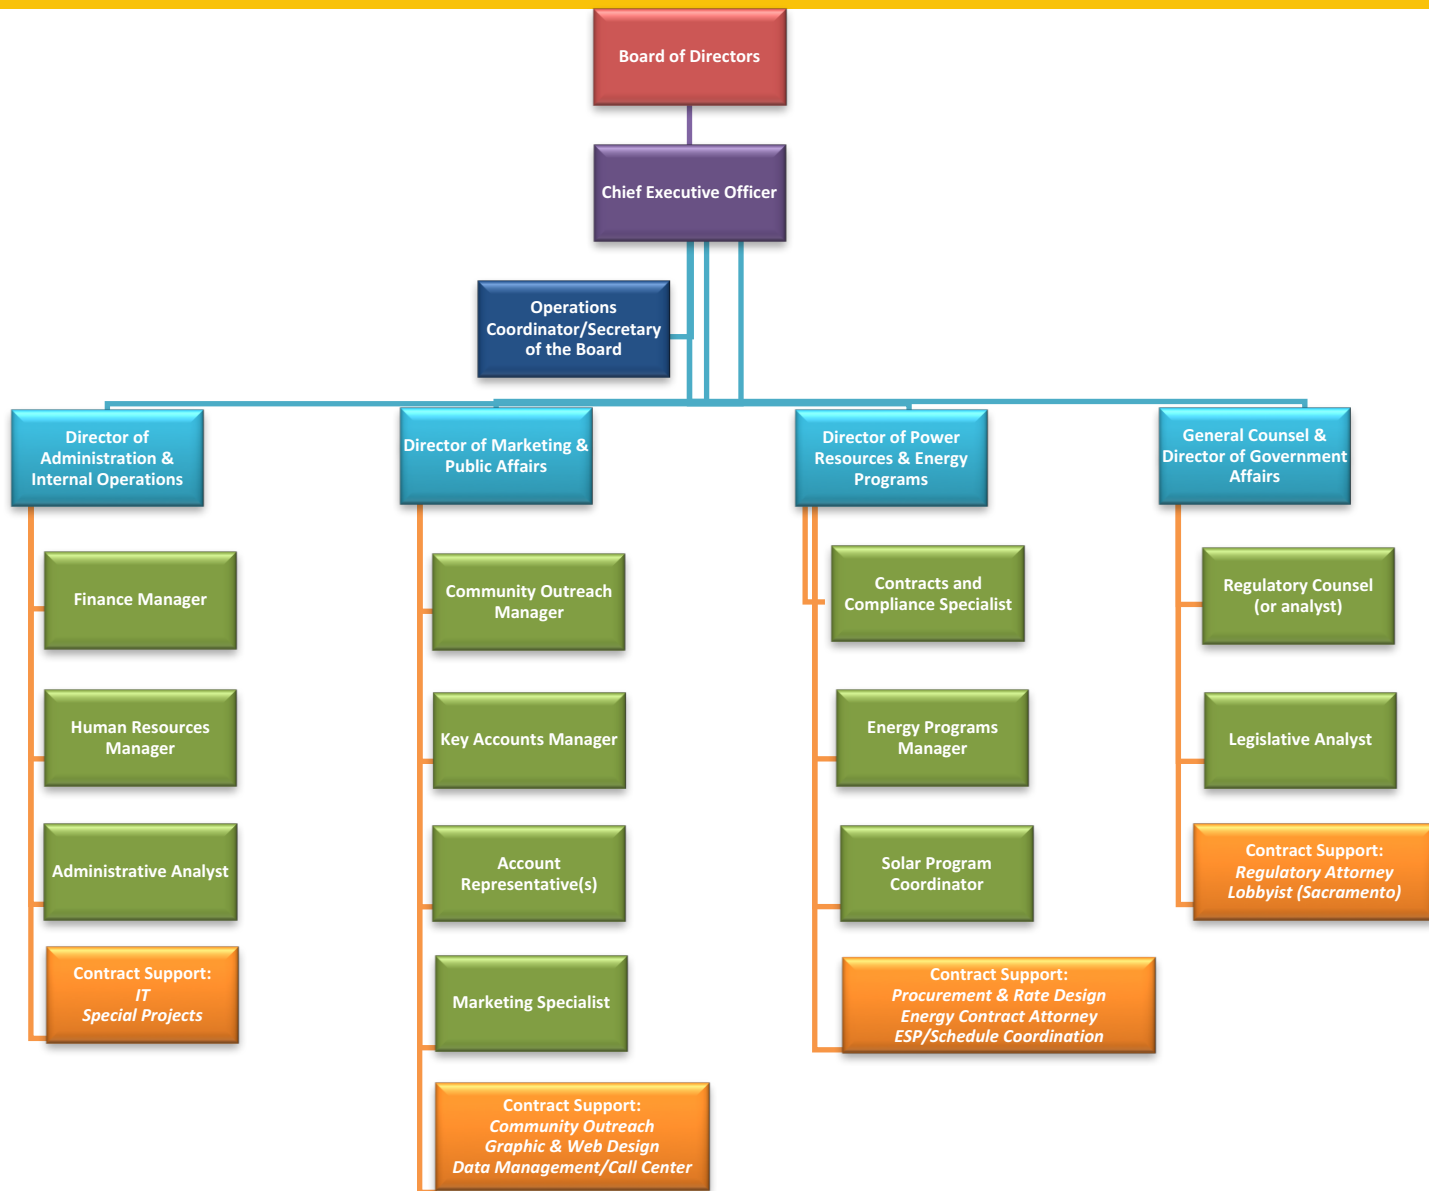 Board of Directors
Chief Executive Officer
Operations
Coordinator/Secretary
of the Board
Director of
Administration &
Internal Operations
Finance Manager
Human Resources
Manager
Administrative Analyst
Contract Support:
IT
Special Projects
Director of Marketing &
Public Affairs
Community Outreach
Manager
Key Accounts Manager
Account
Representative(s)
Marketing Specialist
Contract Support:
Community Outreach
Graphic & Web Design
Data Management/Call Center
Director of Power
Resources & Energy
Programs
Contracts and
Compliance Specialist
Energy Programs
Manager
Solar Program
Coordinator
Contract Support:
Procurement & Rate Design
Energy Contract Attorney
ESP/Schedule Coordination
General Counsel &
Director of Government
Affairs
Regulatory Counsel
(or analyst)
Legislative Analyst
Contract Support:
Regulatory Attorney
Lobbyist (Sacramento)